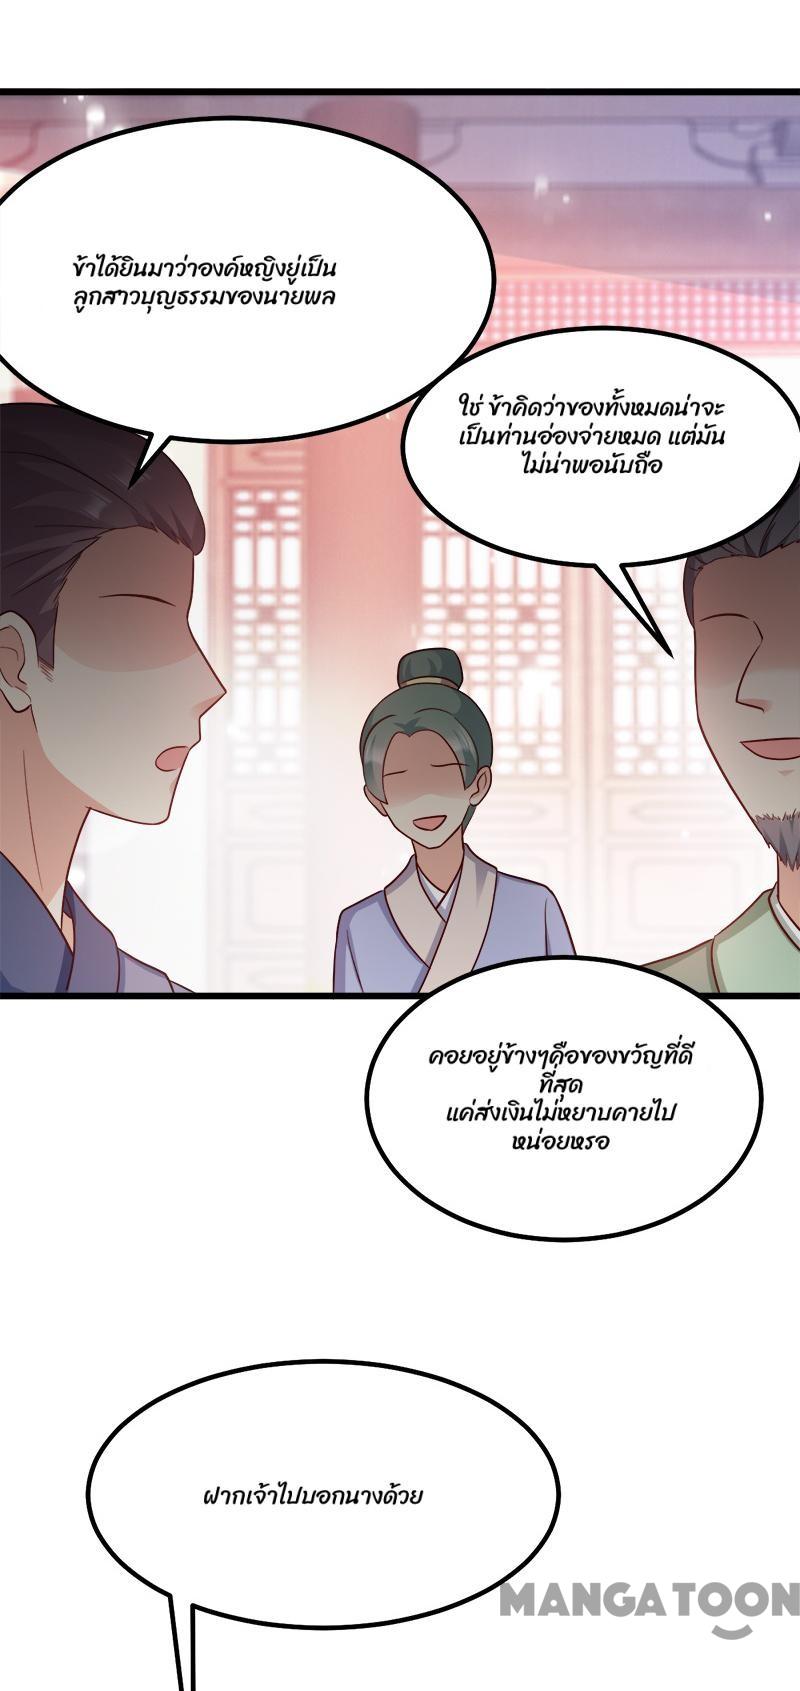 ข้าได้ยินมาว่าองค์หญิงยู่เป็น
ลูกสาวบุญธรรมของนายพล
ใช่ ข้าคิดว่าของทั้งหมดน่าจะ
เป็นท่านอ๋องจ่ายหมด แต่มัน
ไม่น่าพอนับถือ
คอยอยู่ข้างๆคือของขวัญที่ดี
ที่สุด
แค่ส่งเงินไม่หยาบคายไป
หน่อยหรอ
ฝากเจ้าไปบอกนางด้วย
MANGATOON